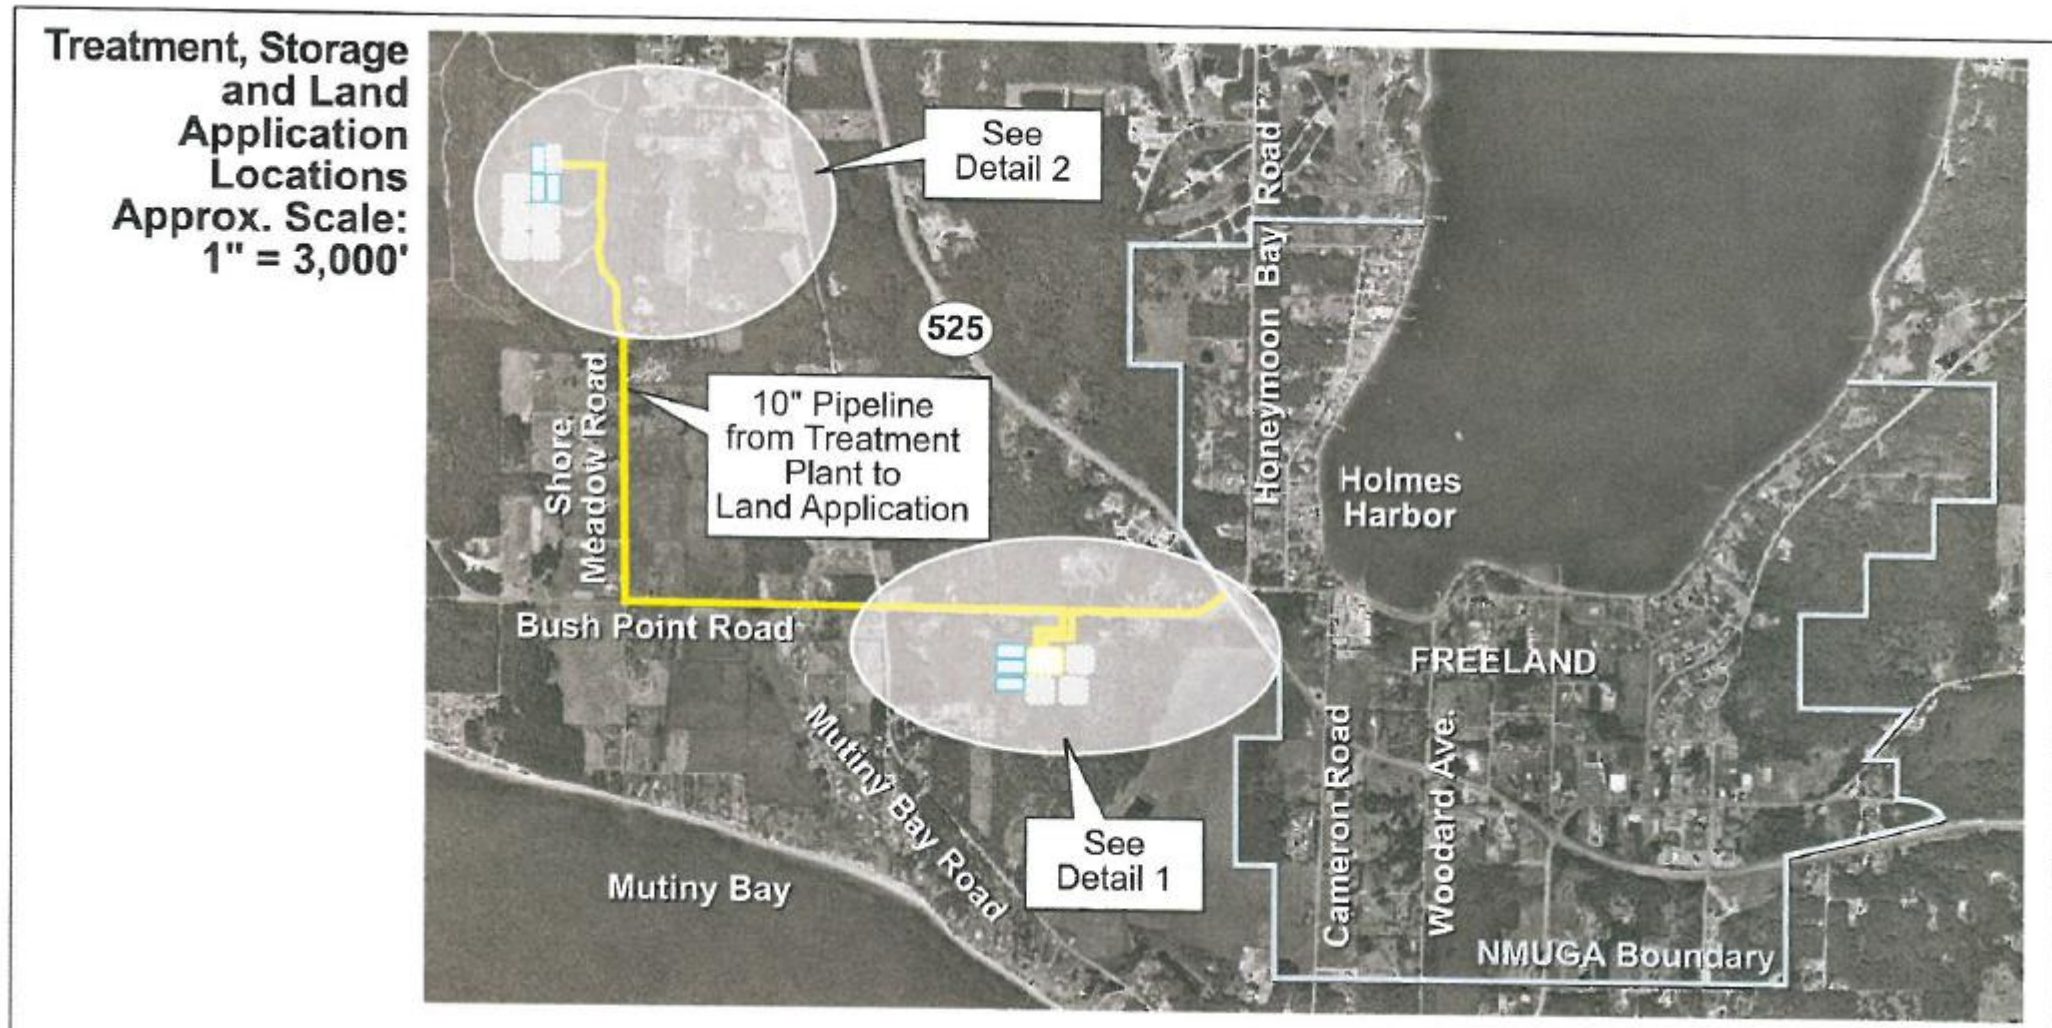 Treatment, Storage
and Land
Application
Locations
Approx. Scale:
1" = 3,000'
See
Detail 2
Honeymoon Bay Road
525
10" Pipeline
from Treatment
Plant to
Land Application
Shore
Meadow Road
Holmes
Harbor
Bush Point Road
FREELAND
Mutiny Bay Road
Cameron Road
Woodard Ave.
See
Detail 1
Mutiny Bay
NMUGA Boundary